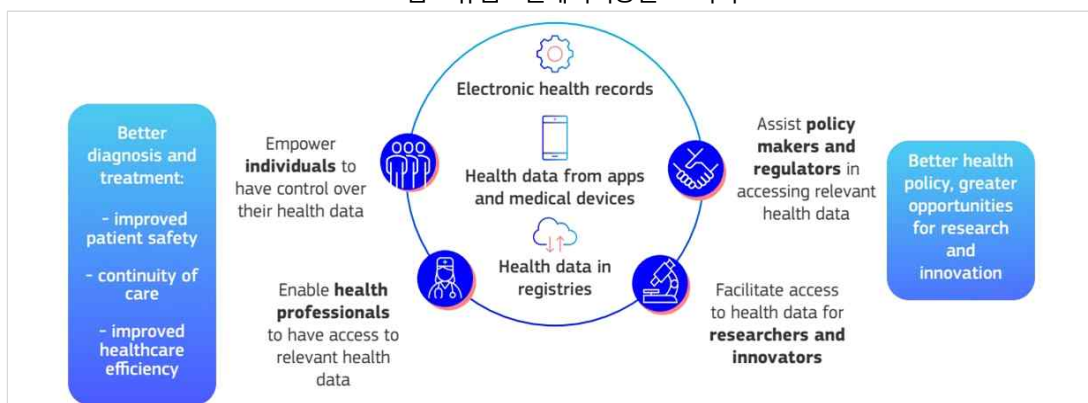 Better
diagnosis and
treatment:
- improved
patient safety
- continuity of
care
- improved
healthcare
efficiency
Empower
individuals to
have control over
their health data
Enable health
professionals
to have access to
relevant health
data
Electronic health records
Health data from apps
and medical devices
Health data in
registries
Assist policy
makers and
regulators in
accessing relevant
health data
Facilitate access
to health data for
researchers and
innovators
Better health
policy, greater
opportunities
for research
and
innovation